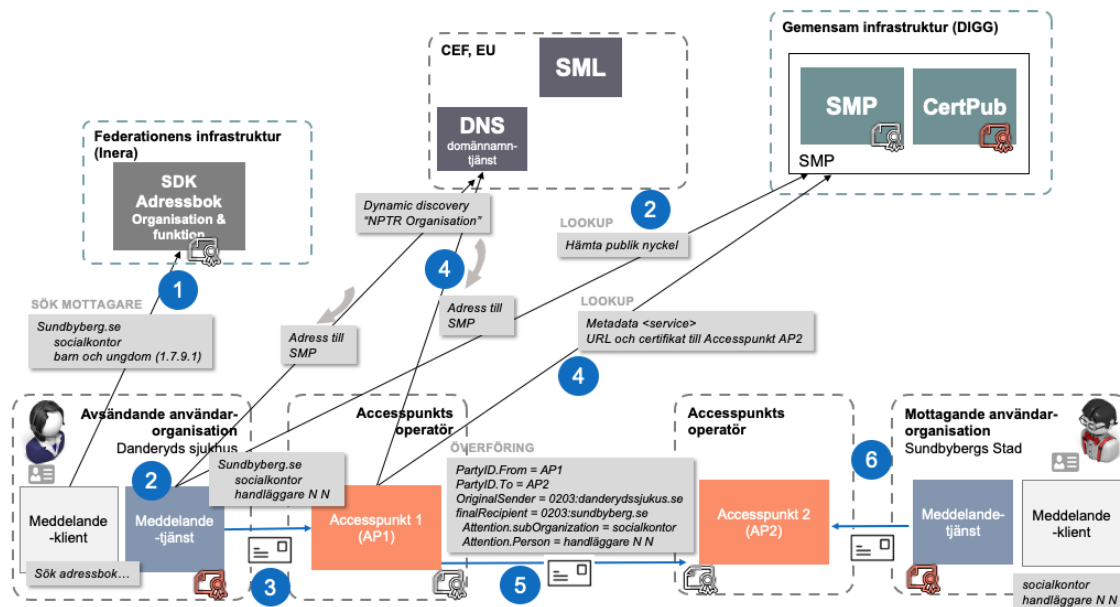 CEF, EU
SML
DNS
domännamn-
tjänst
Gemensam infrastruktur (DIGG)
SMP
CertPub
SMP
Federationens infrastruktur
(Inera)
SDK
Adressbok
Organisation &
funktion
Dynamic discovery
“NPTR Organisation”
2
LOOKUP
Hämta publik nyckel
1
4
SÖK MOTTAGARE
Sundbyberg.se
socialkontor
barn och ungdom (1.7.9.1)
Adress till
SMP
Adress till
SMP
LOOKUP
Metadata <service>
URL och certifikat till Accesspunkt AP2
4
Avsändande användar-
organisation
Danderyds sjukhus
2
Sundbyberg.se
socialkontor
handläggare N N
Meddelande
-klient
Meddelande
-tjänst
Sök adressbok…
3
Accesspunkts
operatör
Accesspunkt 1
(AP1)
ÖVERFÖRING
PartyID.From = AP1
PartyID.To = AP2
OriginalSender = 0203:danderydssjukus.se
finalRecipient = 0203:sundbyberg.se
Attention.subOrganization = socialkontor
Attention.Person = handläggare N N
5
Accesspunkts
operatör
Accesspunkt 2
(AP2)
6
Mottagande användar-
organisation
Sundbybergs Stad
Meddelande-
tjänst
Meddelande
-klient
socialkontor
handläggare N N